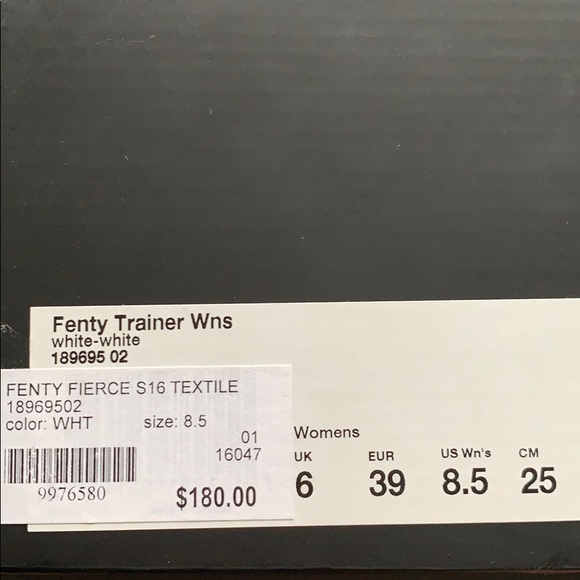 Fenty Trainer Wns
white-white
189695 02
FENTY FIERCE S16 TEXTILE
18969502
color: WHT size: 8.5
01
16047
9976580
$180.00
Womens
UK EUR US Wn's CM
6 39 8.5 25